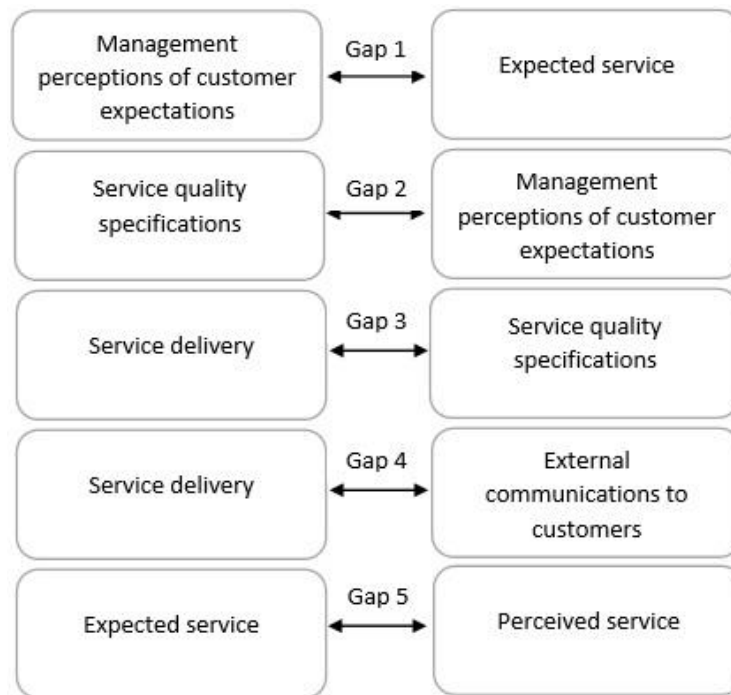 Management
perceptions of customer
expectations
Gap 1
Expected service
Service quality
specifications
Gap 2
Management
perceptions of customer
expectations
Service delivery
Gap 3
Service quality
specifications
Service delivery
Gap 4
External
communications to
customers
Expected service
Gap 5
Perceived service